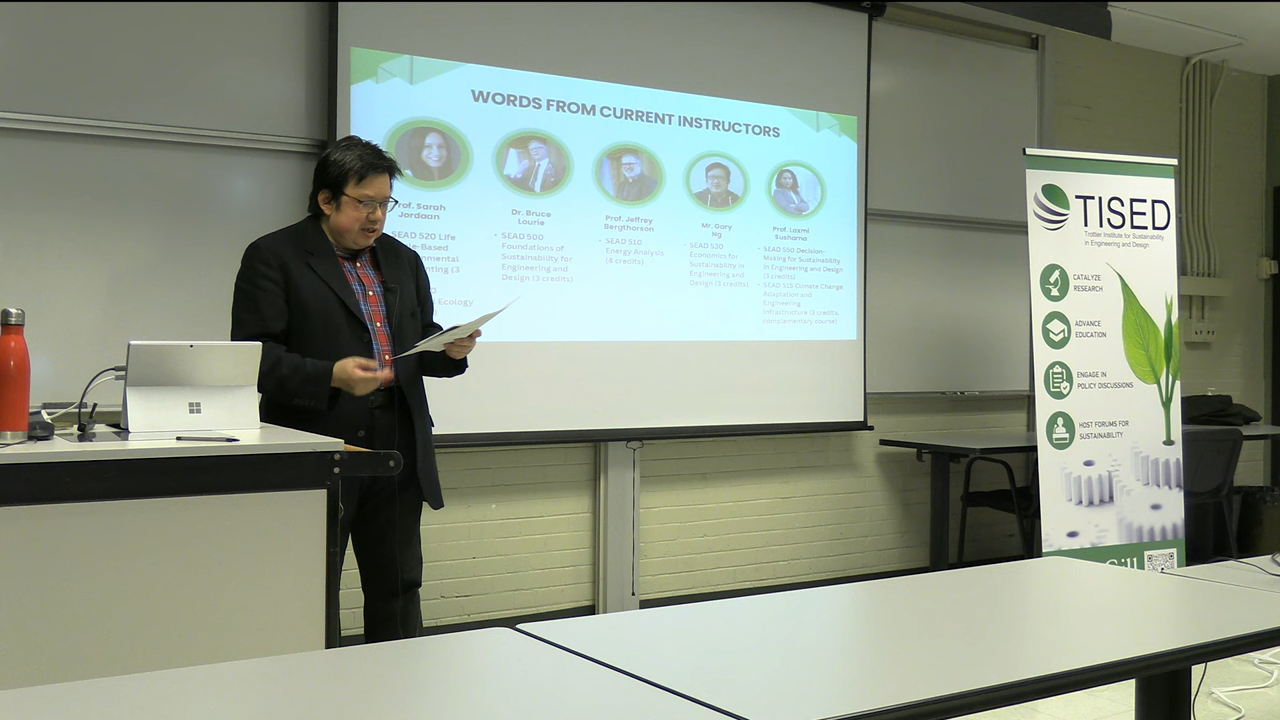 WORDS FROM CURRENT INSTRUCTORS
Prof. Sarah
Jordaan
SEAD 520 Life
Dr. Bruce
Lourie
• SEAD 500
Foundations of
Sustainability for
Engineering and
Design (3 credits)
Prof. Jeffrey
Bergthorson
• SEAD 510
Energy Analysis
(4 credits)
Mr. Gary
Ng
• SEAD 530
Economics for
Sustainability in
Engineering and
Design (3 credits)
Prof. Laxmi
Sushama
• SEAD 550 Decision-
Making for Sustainability
in Engineering and Design
(3 credits)
• SEAD 515 Climate Change
Adaptation and
Engineering
Infrastructure (3 credits,
complementary course)
Ecology
TISED
Trottier Institute for Sustainability
in Engineering and Design
CATALYZE
RESEARCH
ADVANCE
EDUCATION
ENGAGE IN
POLICY DISCUSSIONS
HOST FORUMS FOR
SUSTAINABILITY